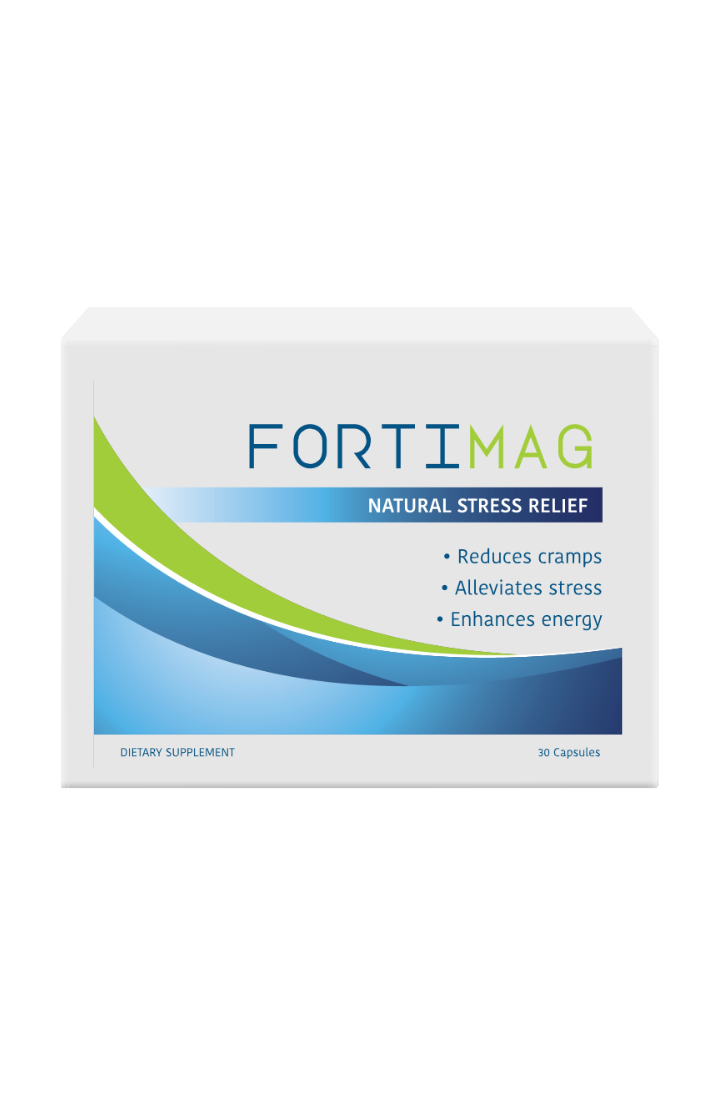 FORTIMAG
NATURAL STRESS RELIEF
• Reduces cramps
• Alleviates stress
• Enhances energy
DIETARY SUPPLEMENT
30 Capsules